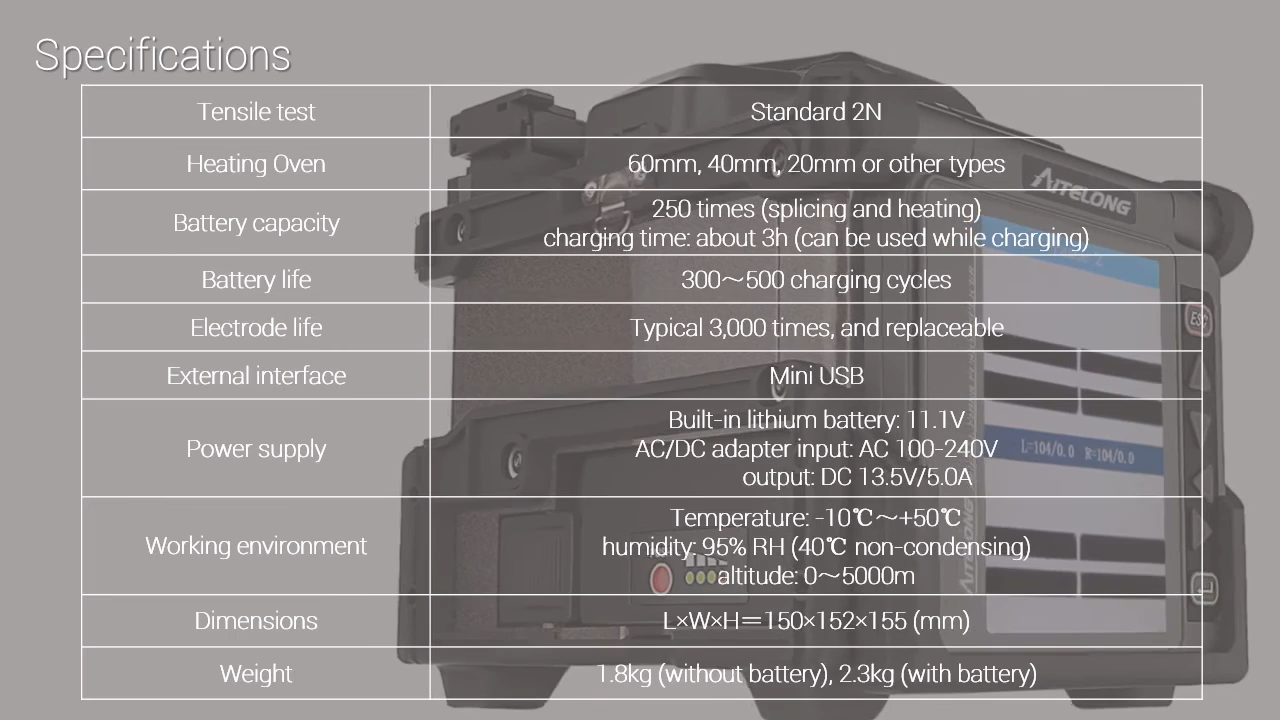 Specifications
Tensile test
Standard 2N
Heating Oven
60mm, 40mm, 20mm or other types
Battery capacity
250 times (splicing and heating)
charging time: about 3h (can be used while charging)
Battery life
300～500 charging cycles
Electrode life
Typical 3,000 times, and replaceable
External interface
Mini USB
Power supply
Built-in lithium battery: 11.1V
AC/DC adapter input: AC 100-240V
output: DC 13.5V/5.0A
Working environment
Temperature: -10℃～+50℃
humidity: 95% RH (40℃ non-condensing)
altitude: 0～5000m
Dimensions
L×W×H＝150×152×155 (mm)
Weight
1.8kg (without battery), 2.3kg (with battery)
AITELONG
ESC
L=104/0.0 R=104/0.0
AITELONG